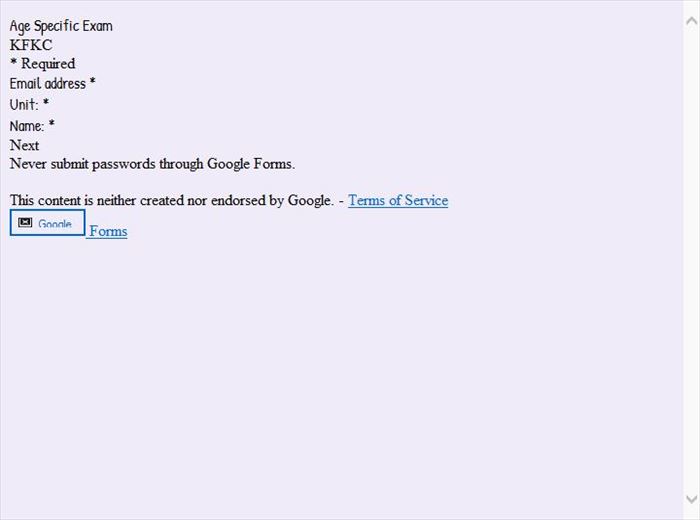 Age Specific Exam
KFKC
* Required
Email address *
Unit: *
Name: *
Next
Never submit passwords through Google Forms.
This content is neither created nor endorsed by Google. - Terms of Service
Google Forms